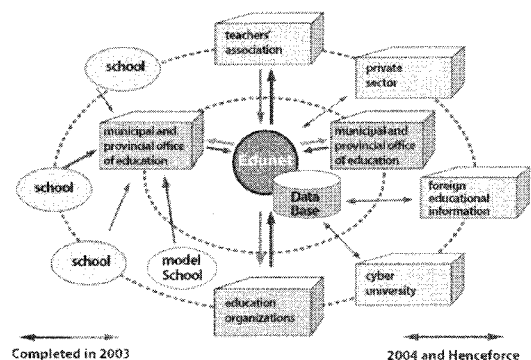 teachers'
association
school
private
sector
municipal and
provincial office
of education
Edunet
municipal and
provincial office
of education
school
Data
Base
foreign
educational
information
school
model
School
education
organizations
cyber
university
Completed in 2003
2004 and Henceforce